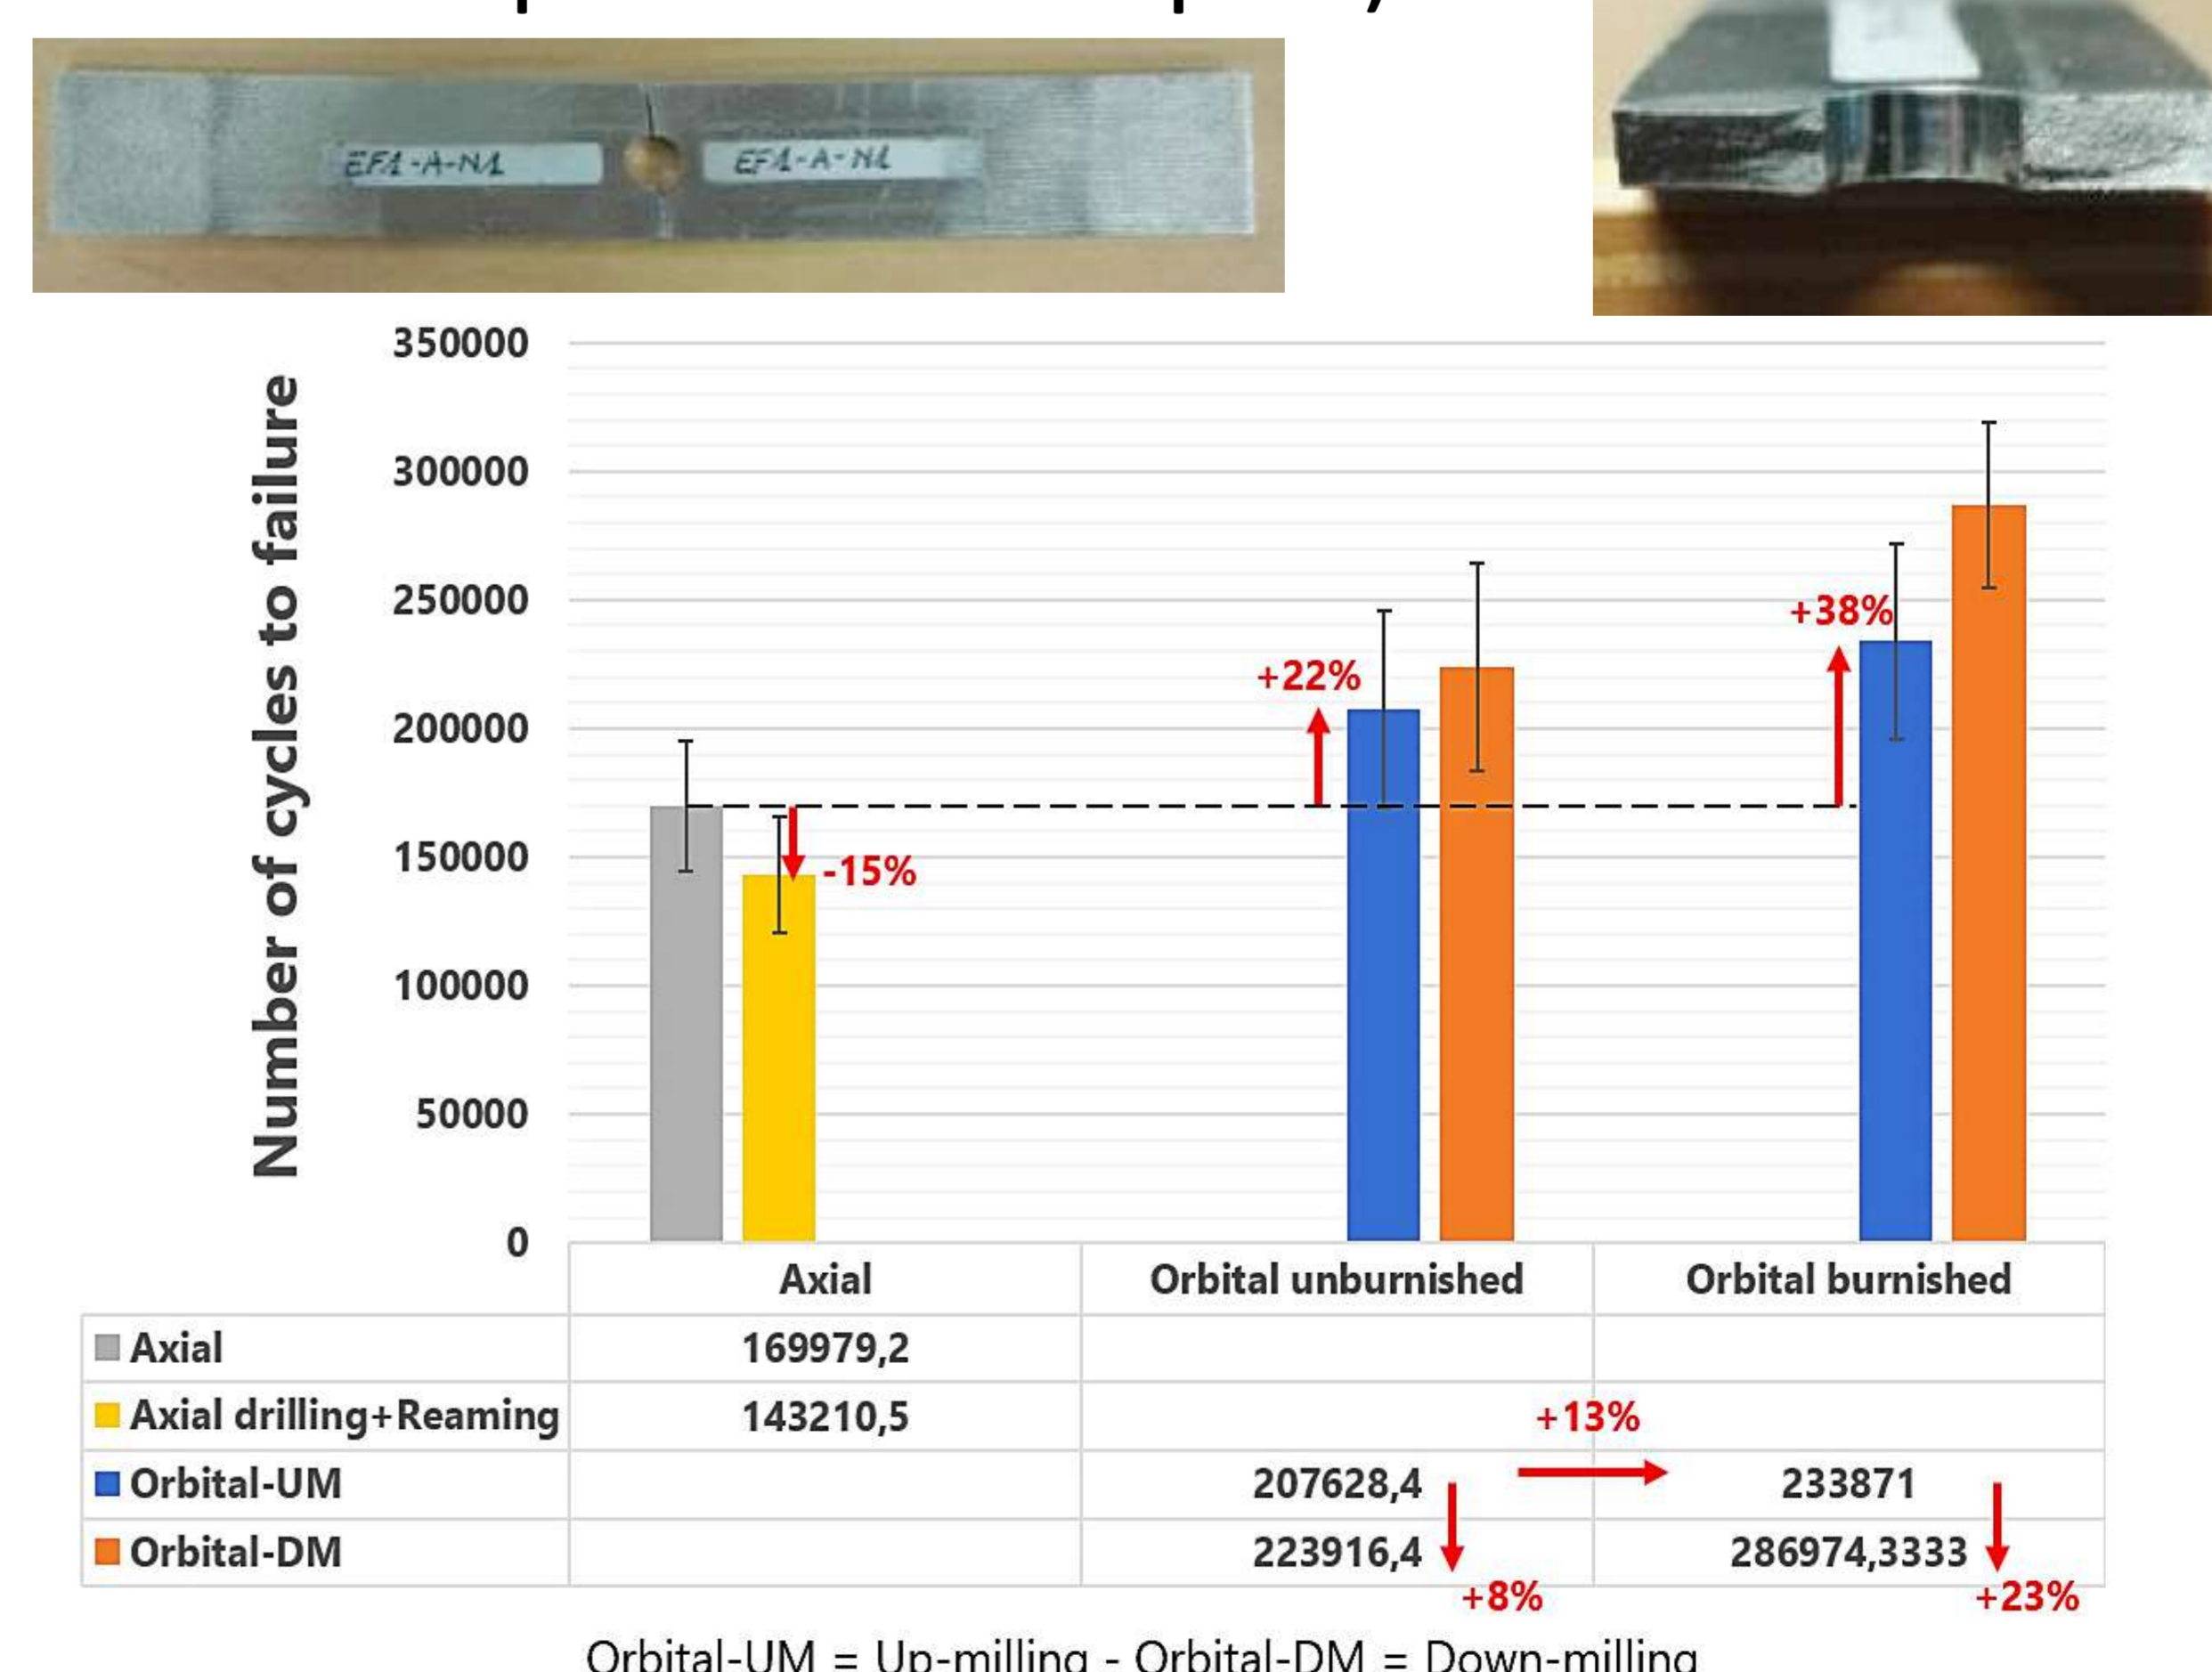 EF1-A-N1
EF1-A-N1
Number of cycles to failure
350000
300000
250000
200000
150000
100000
50000
0
-15%
+22%
+38%
Axial
Orbital unburnished
Orbital burnished
Axial
169979,2
Axial drilling+Reaming
143210,5
+13%
Orbital-UM
207628,4
233871
Orbital-DM
223916,4
286974,3333
+8%
+23%
Orbital-UM = Up-milling - Orbital-DM = Down-milling